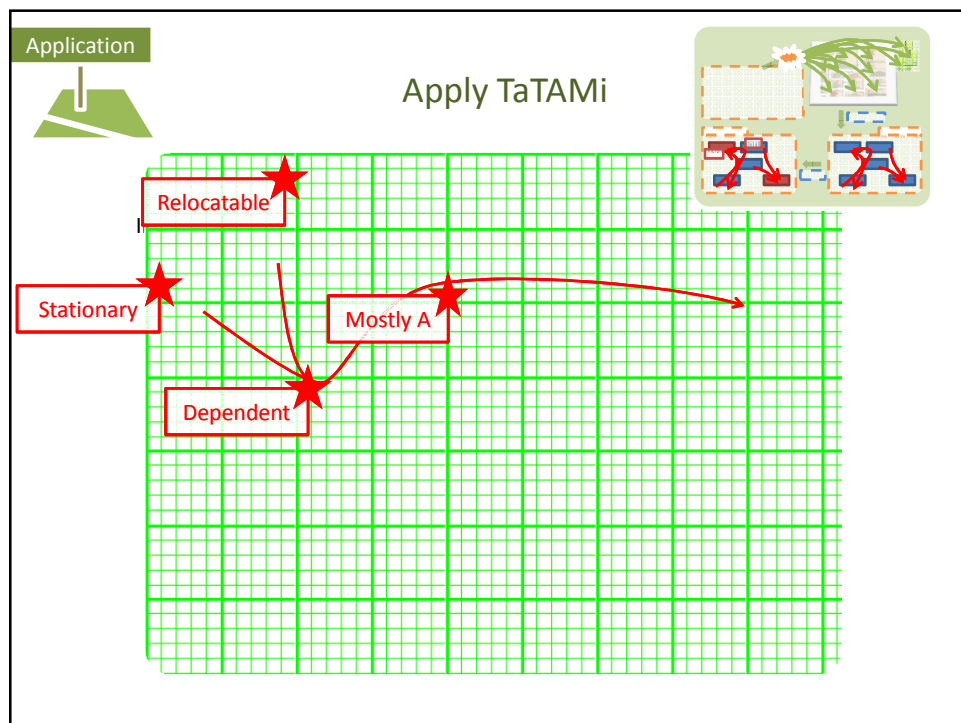 Application
Apply TaTAMi
Relocatable
Stationary
Mostly A
Dependent